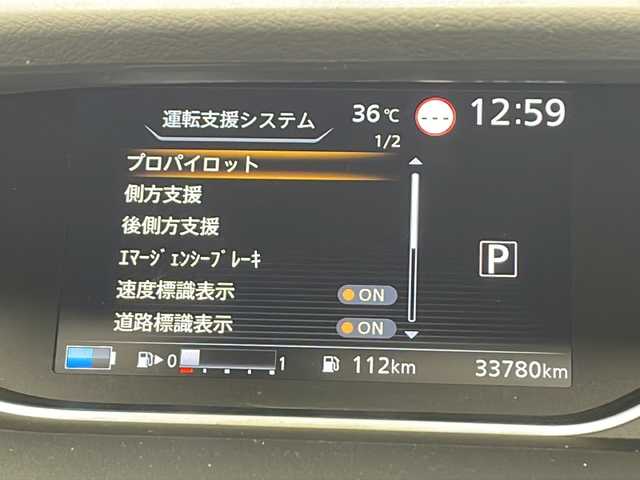 運転支援システム 36℃ --- 12:59
1/2
プロパイロット
側方支援
後側方支援
ｴﾏｰｼﾞｪﾝｼｰﾌﾞﾚｰｷ P
速度標識表示 ON
道路標識表示 ON
0 1 112km 33780km